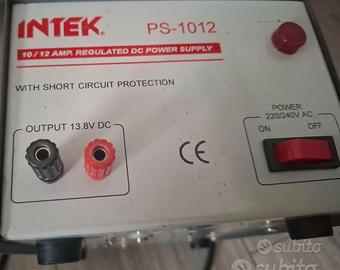 INTEK® PS-1012
10 / 12 AMP. REGULATED DC POWER SUPPLY
WITH SHORT CIRCUIT PROTECTION
OUTPUT 13.8V DC
CE
POWER
220/240V AC
ON OFF
subito
subito